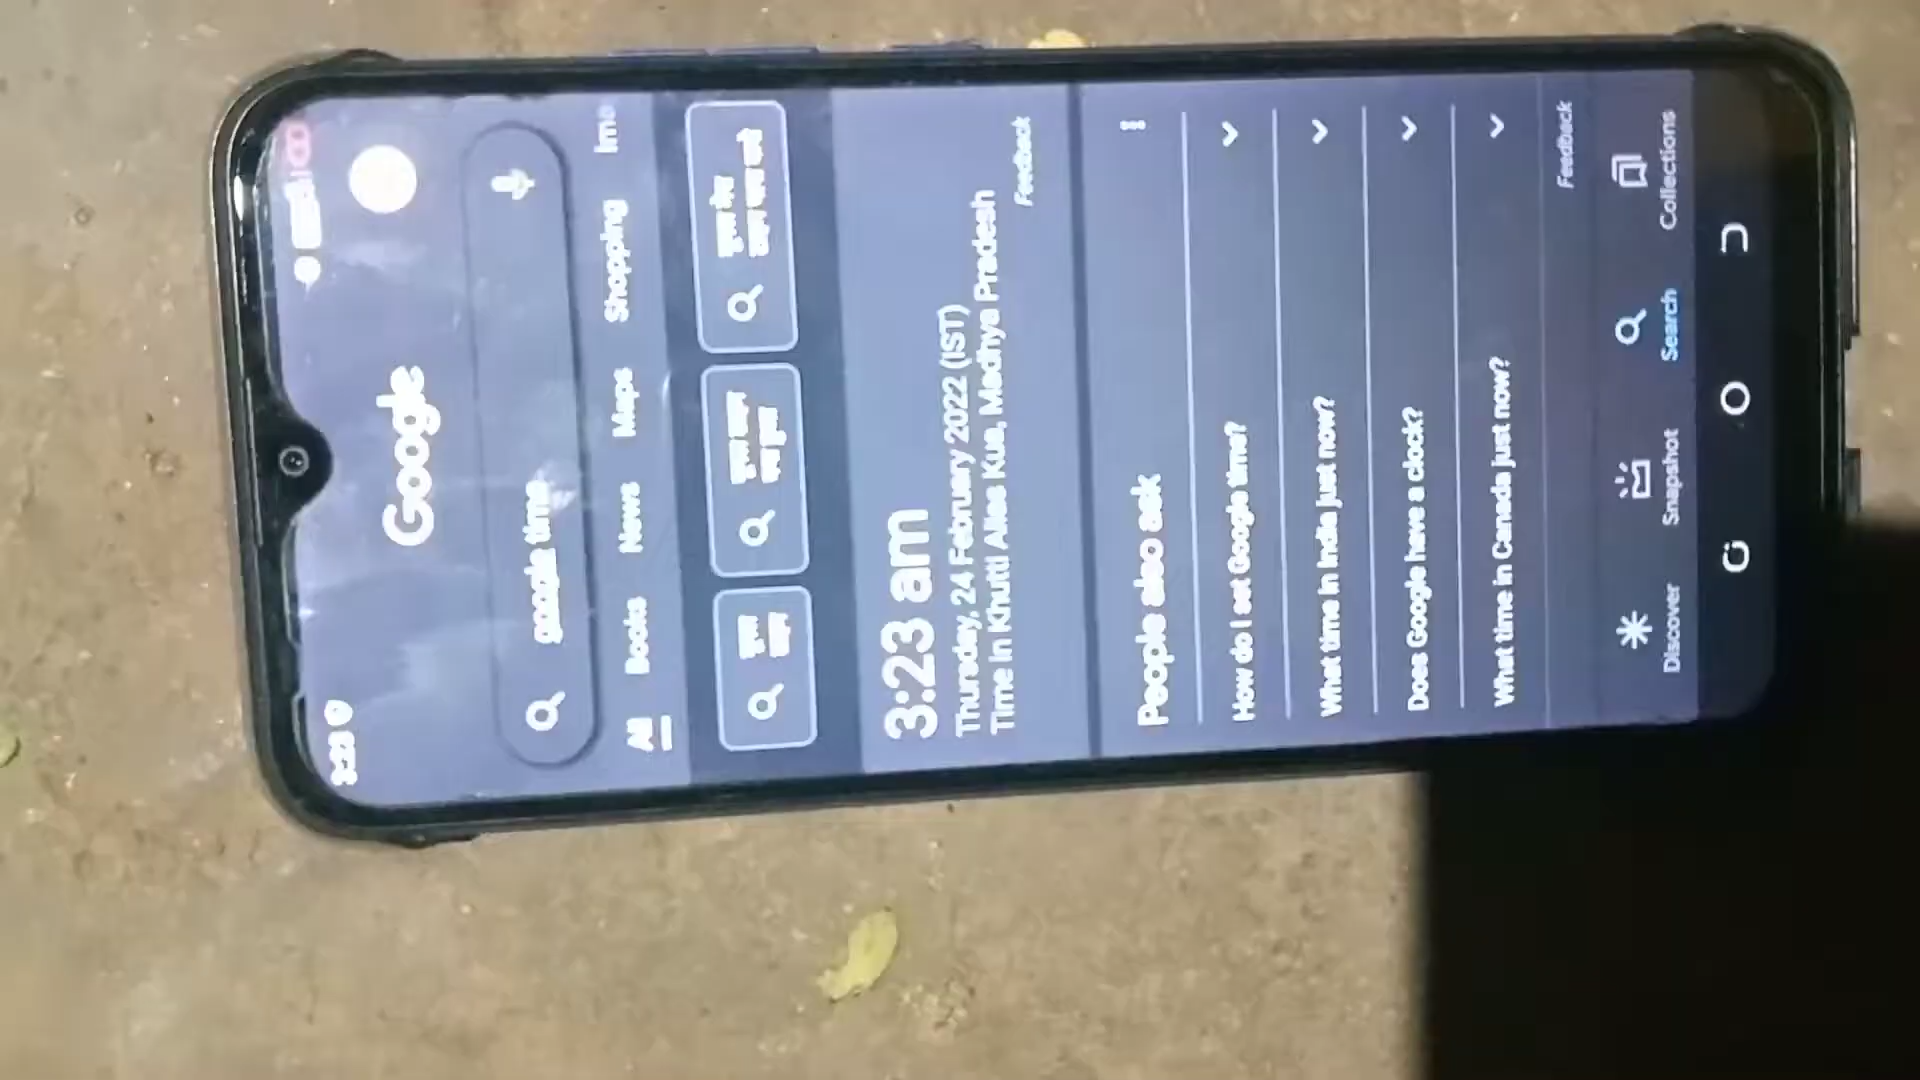 3:23
Google
google time
All Books News Maps Shopping Ima
3:23 am
Thursday, 24 February 2022 (IST)
Time in Khutti Alias Kua, Madhya Pradesh
Feedback
People also ask
How do I set Google time?
What time in India just now?
Does Google have a clock?
What time in Canada just now?
Feedback
Discover Snapshot Search Collections